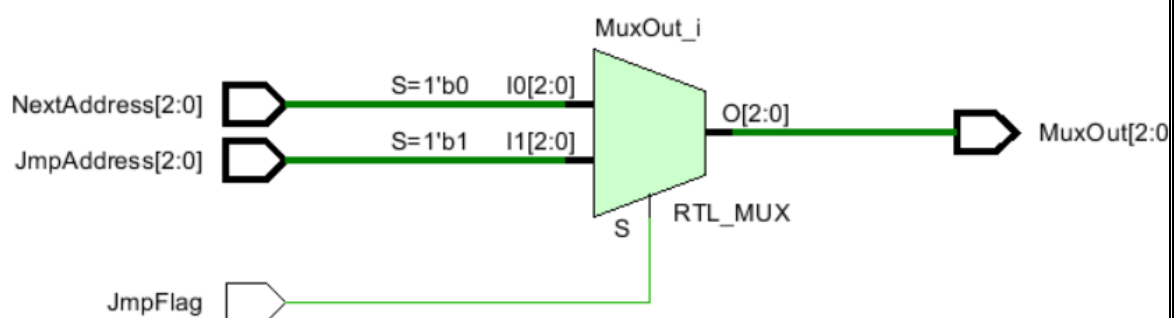 MuxOut_i
NextAddress[2:0] S=1'b0 I0[2:0]
O[2:0]
MuxOut[2:0
JmpAddress[2:0] S=1'b1 I1[2:0]
S RTL_MUX
JmpFlag